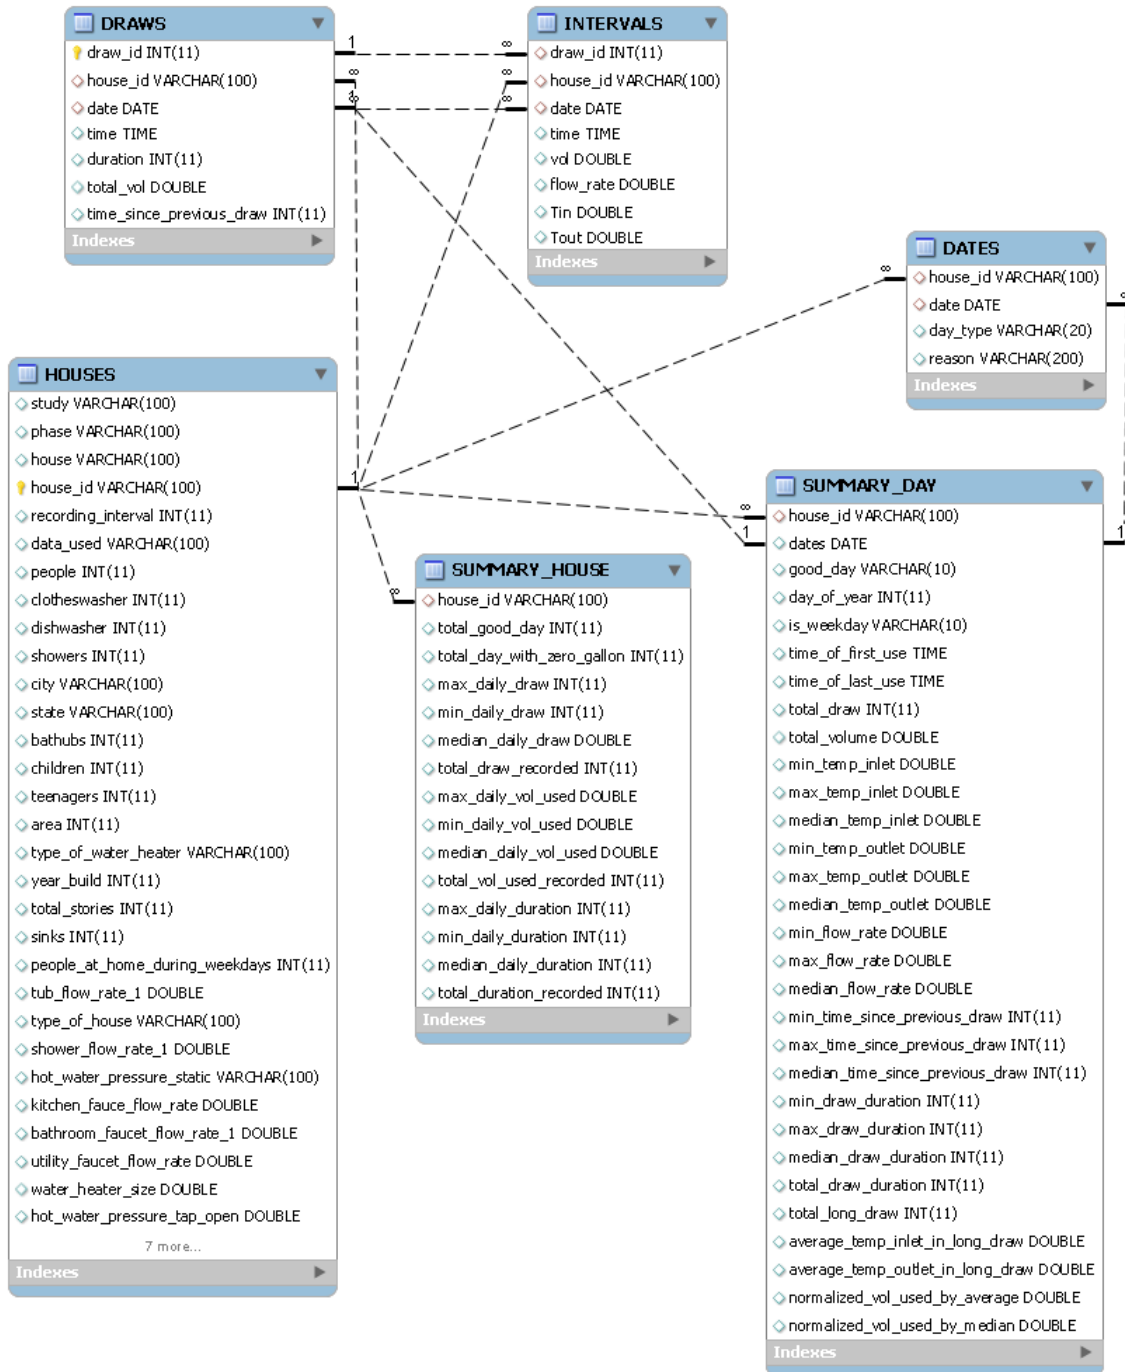 DRAWS
draw_id INT(11)
house_id VARCHAR(100)
date DATE
time TIME
duration INT(11)
total_vol DOUBLE
time_since_previous_draw INT(11)
Indexes
1
∞
1
∞
INTERVALS
draw_id INT(11)
house_id VARCHAR(100)
date DATE
time TIME
vol DOUBLE
flow_rate DOUBLE
Tin DOUBLE
Tout DOUBLE
Indexes
∞
∞
∞
DATES
house_id VARCHAR(100)
date DATE
day_type VARCHAR(20)
reason VARCHAR(200)
Indexes
∞
∞
HOUSES
study VARCHAR(100)
phase VARCHAR(100)
house VARCHAR(100)
house_id VARCHAR(100)
recording_interval INT(11)
data_used VARCHAR(100)
people INT(11)
clotheswasher INT(11)
dishwasher INT(11)
showers INT(11)
city VARCHAR(100)
state VARCHAR(100)
bathubs INT(11)
children INT(11)
teenagers INT(11)
area INT(11)
type_of_water_heater VARCHAR(100)
year_build INT(11)
total_stories INT(11)
sinks INT(11)
people_at_home_during_weekdays INT(11)
tub_flow_rate_1 DOUBLE
type_of_house VARCHAR(100)
shower_flow_rate_1 DOUBLE
hot_water_pressure_static VARCHAR(100)
kitchen_fauce_flow_rate DOUBLE
bathroom_faucet_flow_rate_1 DOUBLE
utility_faucet_flow_rate DOUBLE
water_heater_size DOUBLE
hot_water_pressure_tap_open DOUBLE
7 more...
Indexes
1
SUMMARY_HOUSE
house_id VARCHAR(100)
total_good_day INT(11)
total_day_with_zero_gallon INT(11)
max_daily_draw INT(11)
min_daily_draw INT(11)
median_daily_draw DOUBLE
total_draw_recorded INT(11)
max_daily_vol_used DOUBLE
min_daily_vol_used DOUBLE
median_daily_vol_used DOUBLE
total_vol_used_recorded INT(11)
max_daily_duration INT(11)
min_daily_duration INT(11)
median_daily_duration INT(11)
total_duration_recorded INT(11)
Indexes
∞
SUMMARY_DAY
house_id VARCHAR(100)
dates DATE
good_day VARCHAR(10)
day_of_year INT(11)
is_weekday VARCHAR(10)
time_of_first_use TIME
time_of_last_use TIME
total_draw INT(11)
total_volume DOUBLE
min_temp_inlet DOUBLE
max_temp_inlet DOUBLE
median_temp_inlet DOUBLE
min_temp_outlet DOUBLE
max_temp_outlet DOUBLE
median_temp_outlet DOUBLE
min_flow_rate DOUBLE
max_flow_rate DOUBLE
median_flow_rate DOUBLE
min_time_since_previous_draw INT(11)
max_time_since_previous_draw INT(11)
median_time_since_previous_draw INT(11)
min_draw_duration INT(11)
max_draw_duration INT(11)
median_draw_duration INT(11)
total_draw_duration INT(11)
total_long_draw INT(11)
average_temp_inlet_in_long_draw DOUBLE
average_temp_outlet_in_long_draw DOUBLE
normalized_vol_used_by_average DOUBLE
normalized_vol_used_by_median DOUBLE
Indexes
∞
1
1